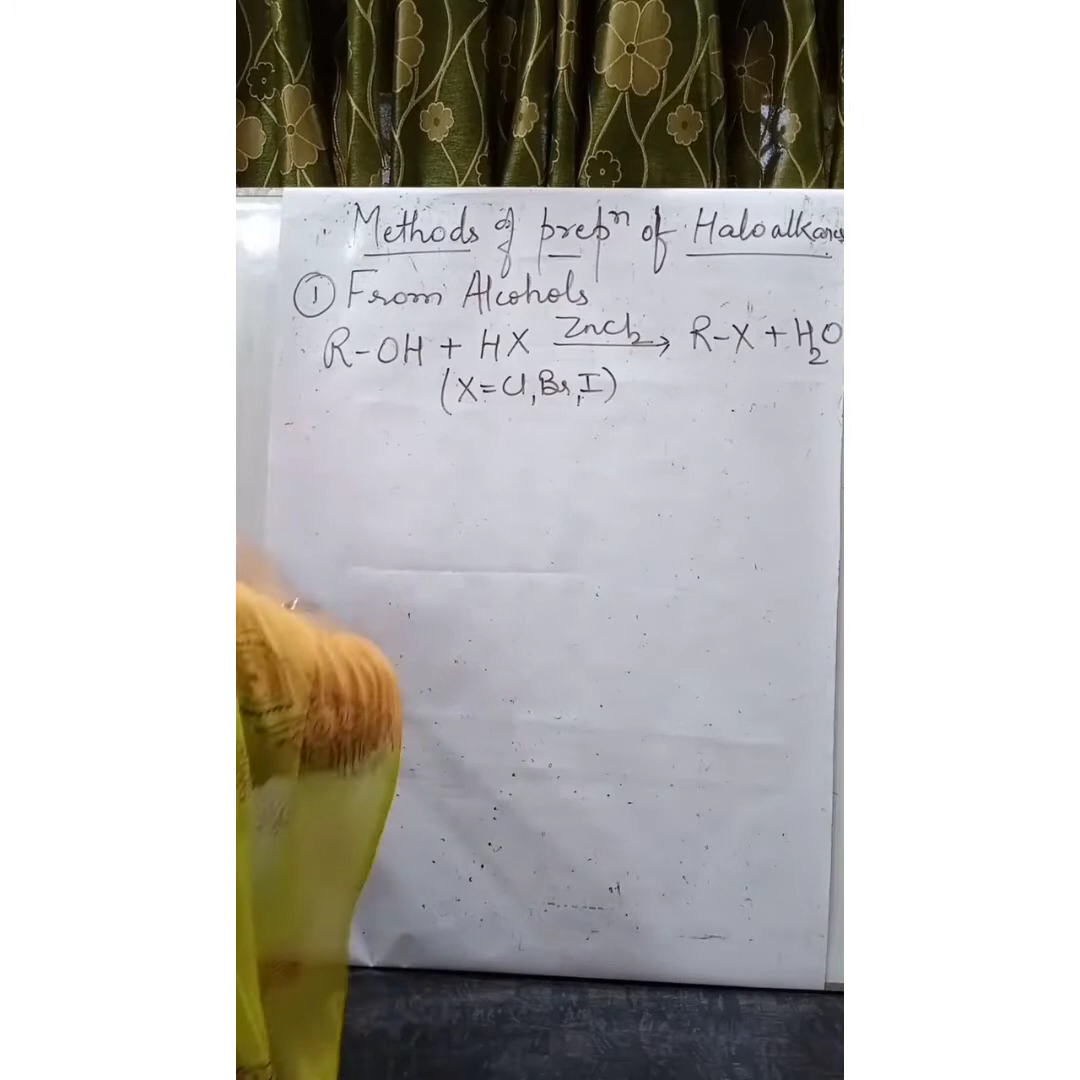 Methods of prepⁿ of Haloalkanes
① From Alcohols
R-OH + HX ZnCl₂→ R-X + H₂O
(X=Cl, Br, I)